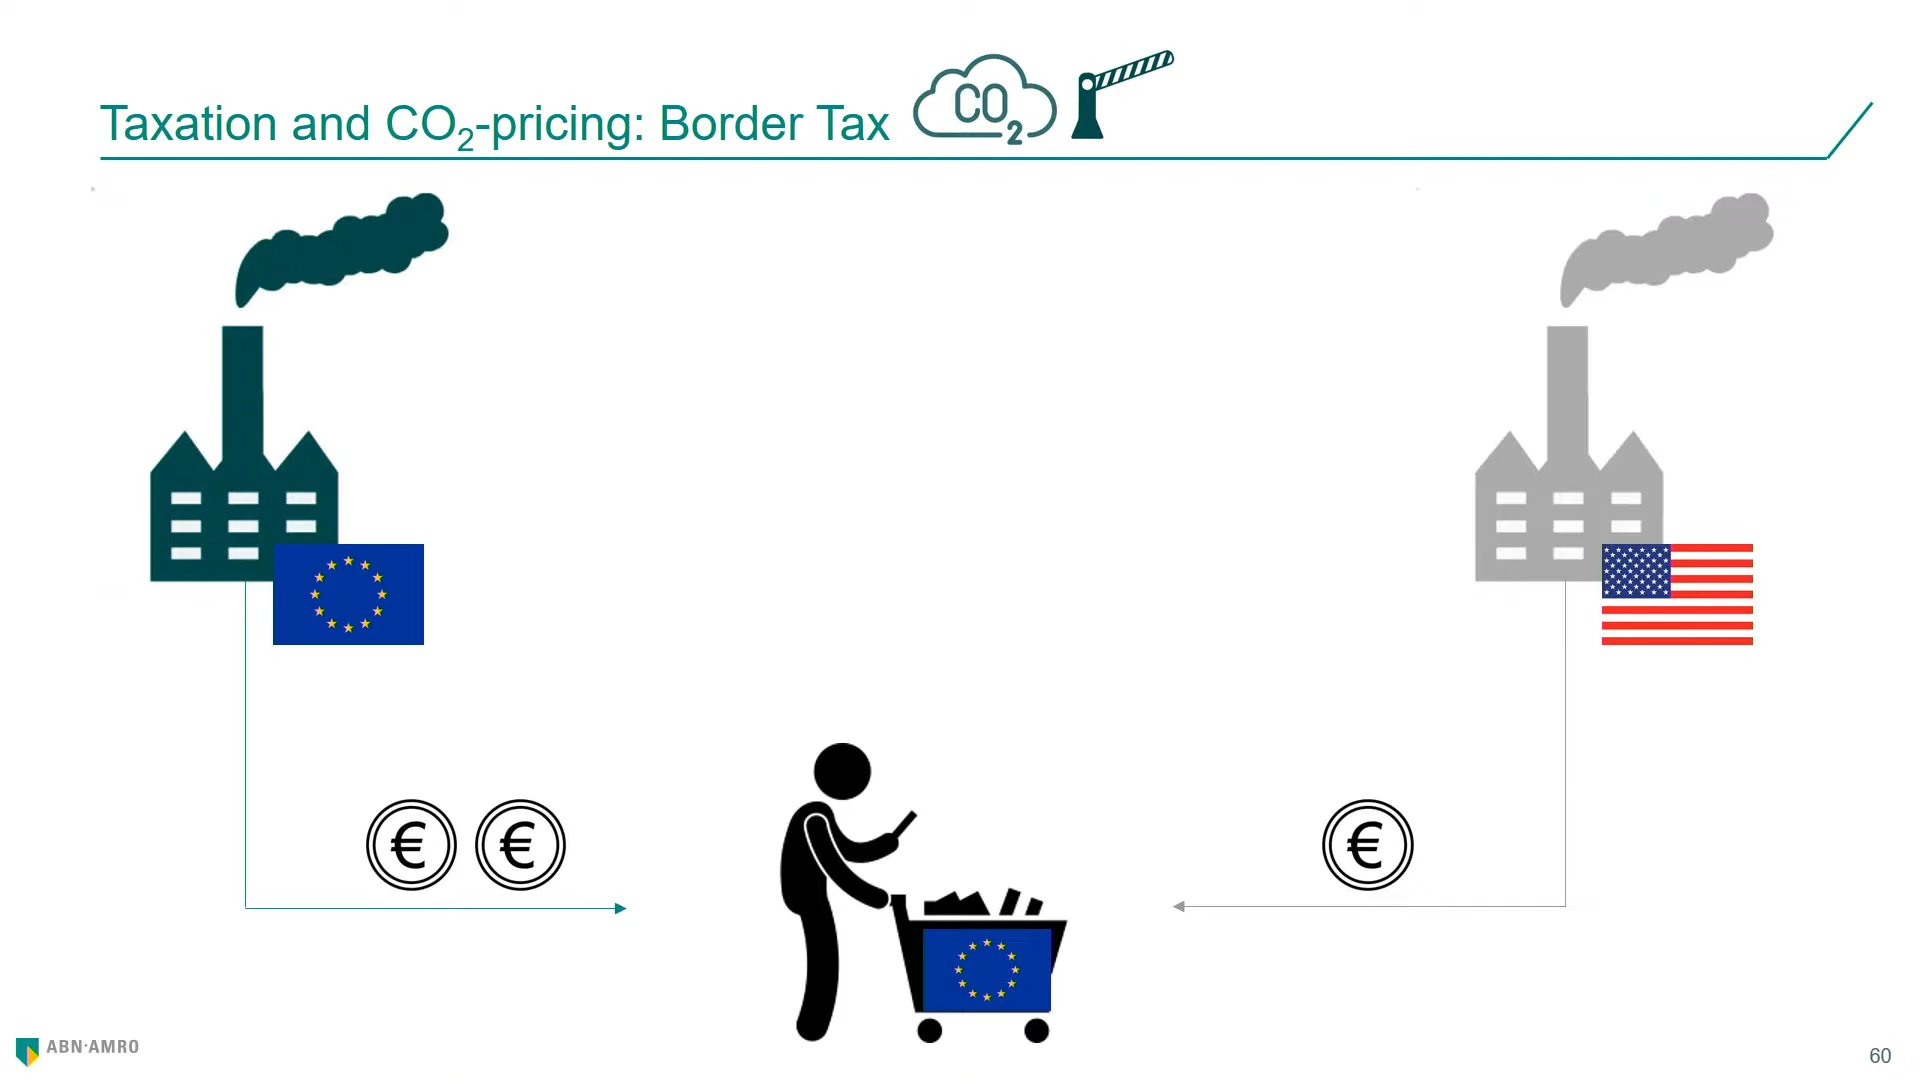 Taxation and CO₂-pricing: Border Tax
CO₂
€ €
€
ABN·AMRO
60